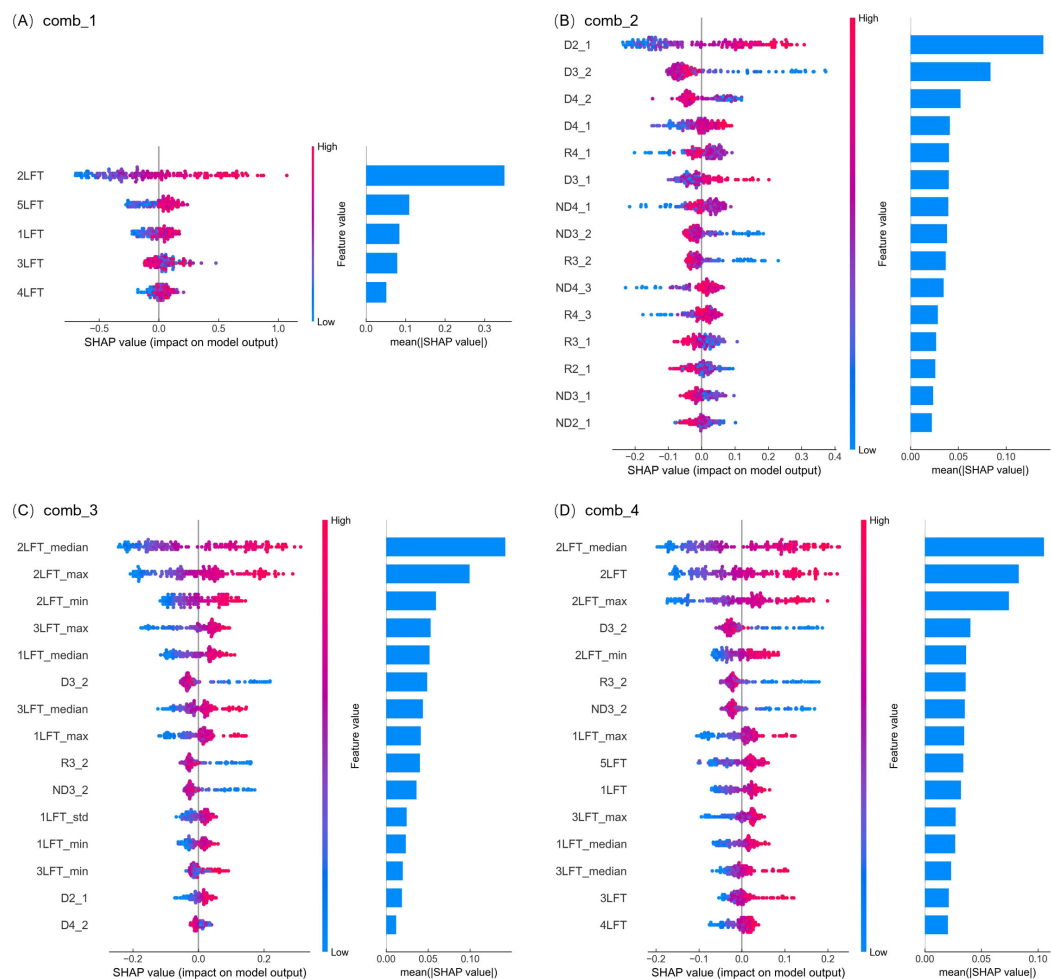 (A) comb_1
2LFT
5LFT
1LFT
3LFT
4LFT
−0.5 0.0 0.5 1.0
SHAP value (impact on model output)
High
Low
Feature value
0.0 0.1 0.2 0.3
mean(|SHAP value|)
(B) comb_2
D2_1
D3_2
D4_2
D4_1
R4_1
D3_1
ND4_1
ND3_2
R3_2
ND4_3
R4_3
R3_1
R2_1
ND3_1
ND2_1
−0.2 −0.1 0.0 0.1 0.2 0.3 0.4
SHAP value (impact on model output)
High
Low
Feature value
0.00 0.05 0.10
mean(|SHAP value|)
(C) comb_3
2LFT_median
2LFT_max
2LFT_min
3LFT_max
1LFT_median
D3_2
3LFT_median
1LFT_max
R3_2
ND3_2
1LFT_std
1LFT_min
3LFT_min
D2_1
D4_2
−0.2 0.0 0.2
SHAP value (impact on model output)
High
Low
Feature value
0.00 0.05 0.10
mean(|SHAP value|)
(D) comb_4
2LFT_median
2LFT
2LFT_max
D3_2
2LFT_min
R3_2
ND3_2
1LFT_max
5LFT
1LFT
3LFT_max
1LFT_median
3LFT_median
3LFT
4LFT
−0.2 −0.1 0.0 0.1 0.2
SHAP value (impact on model output)
High
Low
Feature value
0.00 0.05 0.10
mean(|SHAP value|)